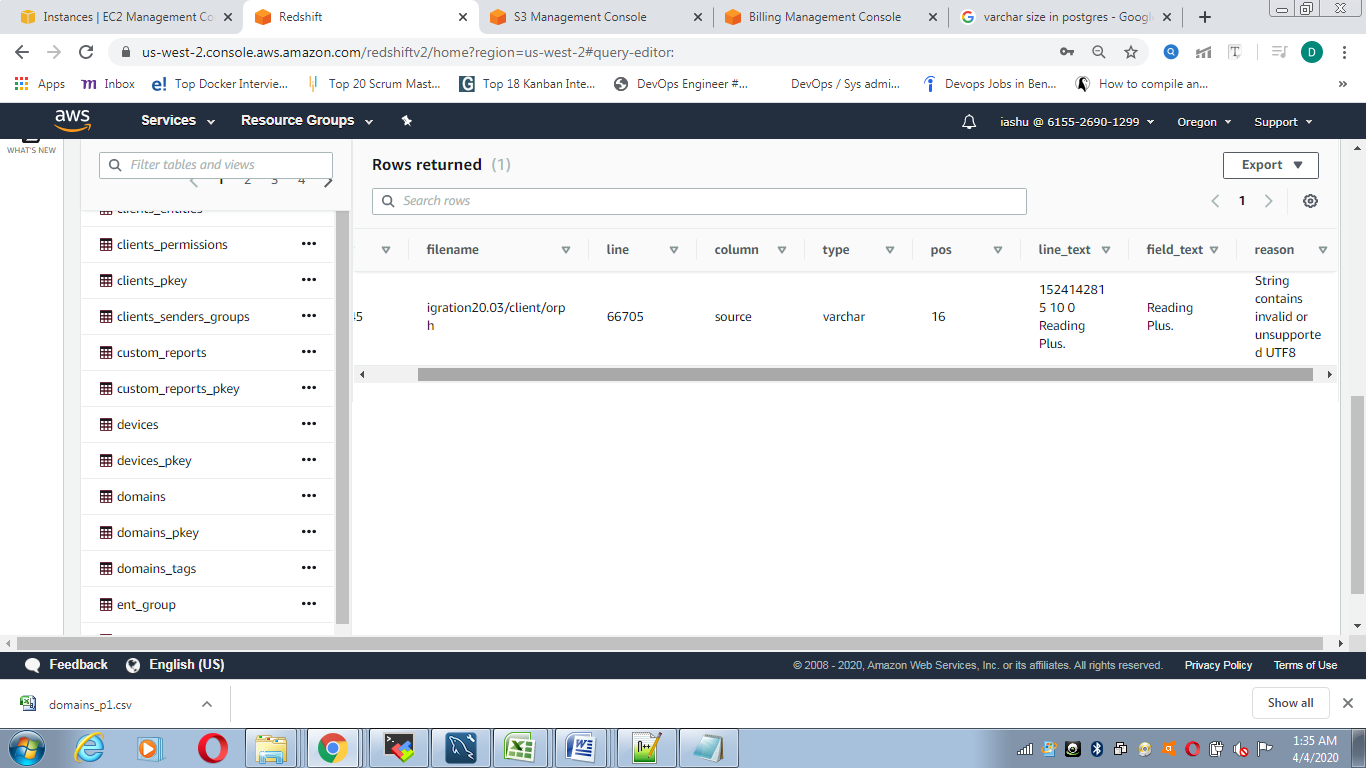 Instances | EC2 Management Co
Redshift
S3 Management Console
Billing Management Console
varchar size in postgres - Google
us-west-2.console.aws.amazon.com/redshiftv2/home?region=us-west-2#query-editor:
D
Apps
Inbox
Top Docker Intervie...
Top 20 Scrum Mast...
Top 18 Kanban Inte...
DevOps Engineer #...
DevOps / Sys admi...
Devops Jobs in Ben...
How to compile an...
»
aws
Services
Resource Groups
iashu @ 6155-2690-1299
Oregon
Support
WHAT'S NEW
Filter tables and views
1 2 3 4
clients_entities
clients_permissions
clients_pkey
clients_senders_groups
custom_reports
custom_reports_pkey
devices
devices_pkey
domains
domains_pkey
domains_tags
ent_group
Rows returned (1)
Export
Search rows
1
filename
line
column
type
pos
line_text
field_text
reason
igration20.03/client/orp
h
66705
source
varchar
16
152414281
5 10 0
Reading
Plus.
Reading
Plus.
String
contains
invalid or
unsupporte
d UTF8
Feedback
English (US)
© 2008 - 2020, Amazon Web Services, Inc. or its affiliates. All rights reserved.
Privacy Policy
Terms of Use
domains_p1.csv
Show all
1:35 AM
4/4/2020